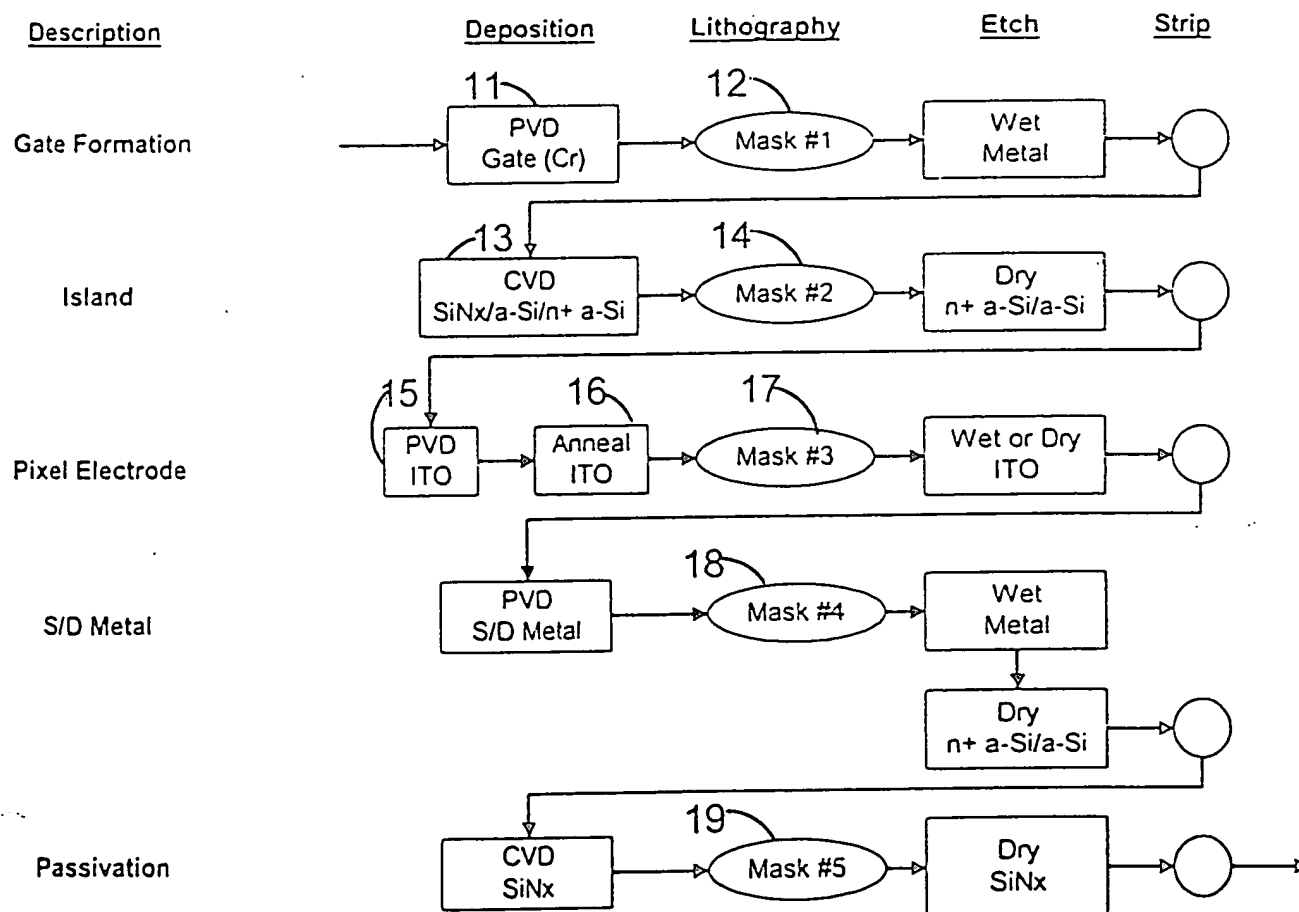 Description Deposition Lithography Etch Strip
11 12
Gate Formation
PVD
Gate (Cr)
Mask #1
Wet
Metal
13 14
Island
CVD
SiNx/a-Si/n+ a-Si
Mask #2
Dry
n+ a-Si/a-Si
15 16 17
Pixel Electrode
PVD
ITO
Anneal
ITO
Mask #3
Wet or Dry
ITO
18
S/D Metal
PVD
S/D Metal
Mask #4
Wet
Metal
Dry
n+ a-Si/a-Si
19
Passivation
CVD
SiNx
Mask #5
Dry
SiNx